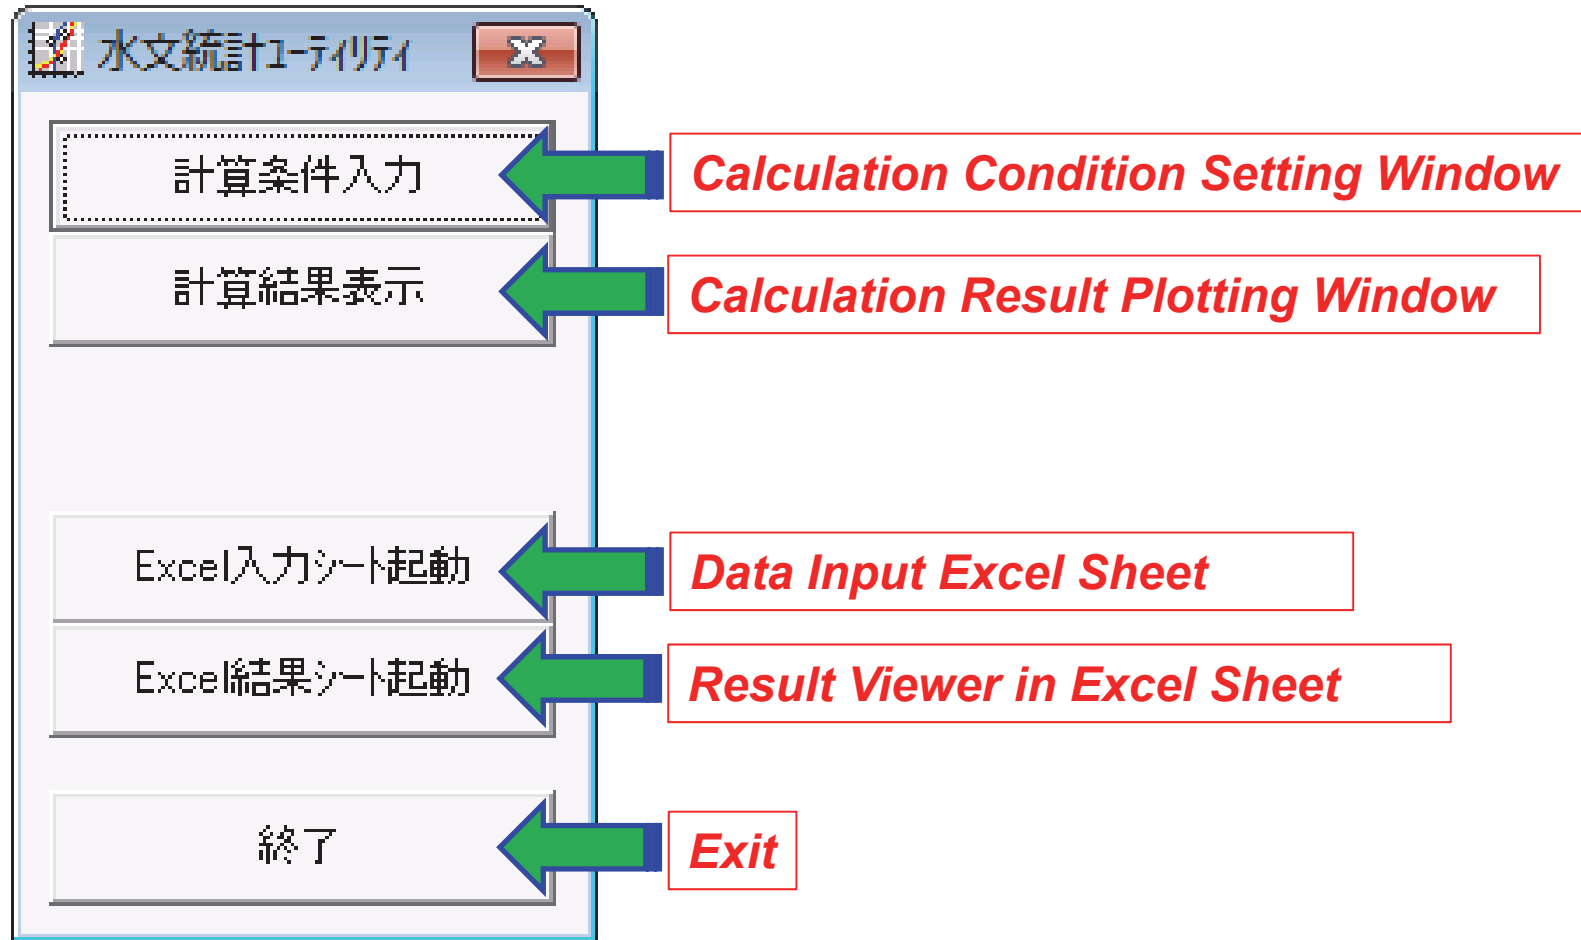 水文統計ユーティリティ
計算条件入力
Calculation Condition Setting Window
計算結果表示
Calculation Result Plotting Window
Excel入力シート起動
Data Input Excel Sheet
Excel結果シート起動
Result Viewer in Excel Sheet
終了
Exit